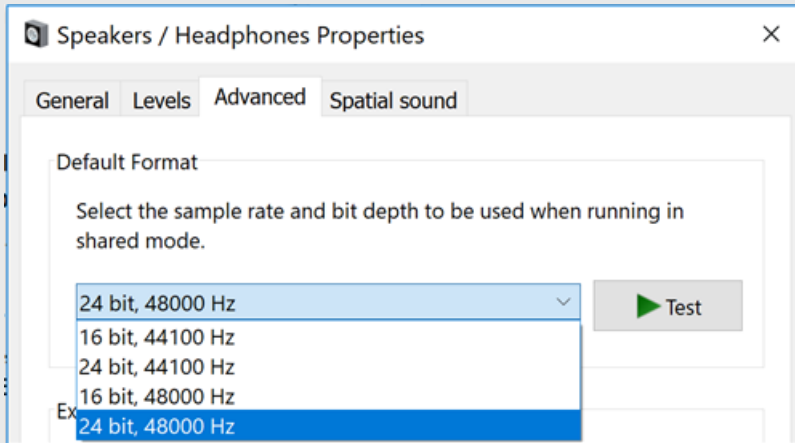 Speakers / Headphones Properties
General Levels Advanced Spatial sound
Default Format
Select the sample rate and bit depth to be used when running in
shared mode.
24 bit, 48000 Hz
Test
16 bit, 44100 Hz
24 bit, 44100 Hz
16 bit, 48000 Hz
24 bit, 48000 Hz